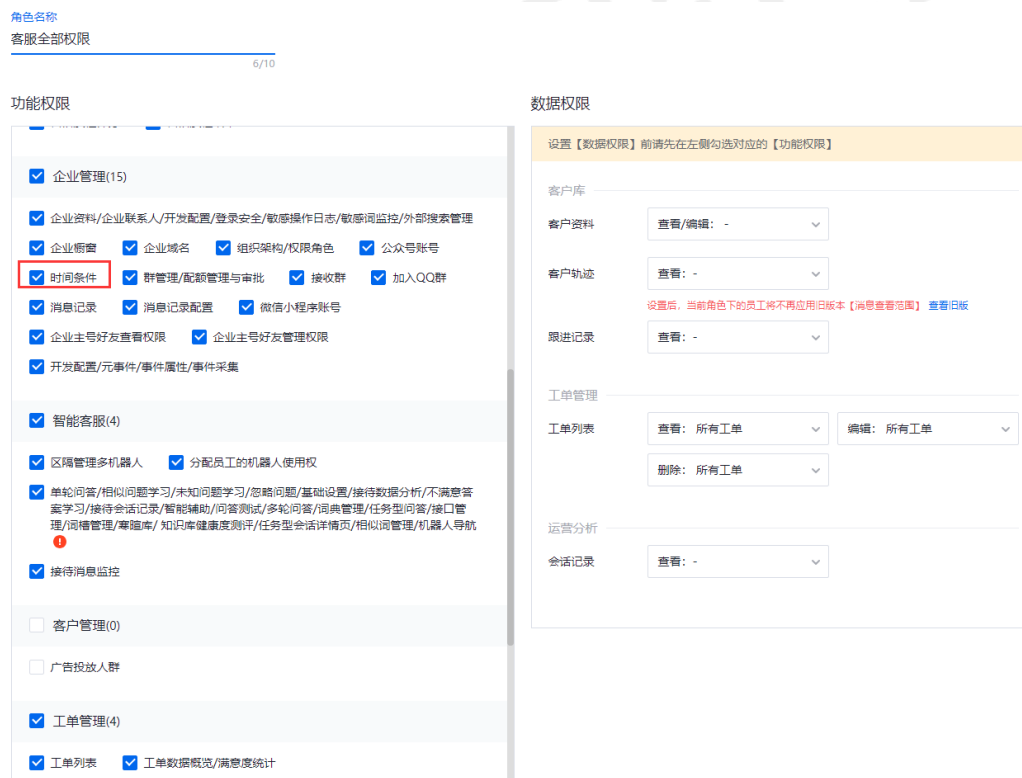 角色名称
客服全部权限
6/10
功能权限
数据权限
企业管理(15)
企业资料/企业联系人/开发配置/登录安全/敏感操作日志/敏感词监控/外部搜索管理
企业橱窗 企业域名 组织架构/权限角色 公众号账号
时间条件 群管理/配额管理与审批 接收群 加入QQ群
消息记录 消息记录配置 微信小程序账号
企业主号好友查看权限 企业主号好友管理权限
开发配置/元事件/事件属性/事件采集
智能客服(4)
区隔管理多机器人 分配员工的机器人使用权
单轮问答/相似问题学习/未知问题学习/忽略问题/基础设置/接待数据分析/不满意答
案学习/接待会话记录/智能辅助/问答测试/多轮问答/词典管理/任务型问答/接口管
理/词槽管理/寒暄库/ 知识库健康度测评/任务型会话详情页/相似词管理/机器人导航
接待消息监控
客户管理(0)
广告投放人群
工单管理(4)
工单列表 工单数据概览/满意度统计
设置【数据权限】前请先在左侧勾选对应的【功能权限】
客户库
客户资料 查看/编辑： -
客户轨迹 查看： -
设置后，当前角色下的员工将不再应用旧版本【消息查看范围】 查看旧版
跟进记录 查看： -
工单管理
工单列表 查看： 所有工单 编辑： 所有工单
删除： 所有工单
运营分析
会话记录 查看： -